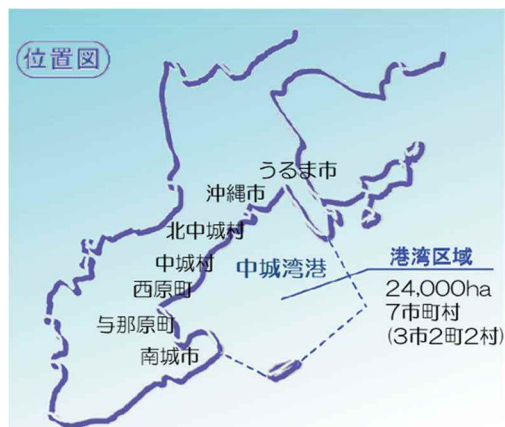 位置図
うるま市
沖縄市
北中城村
中城村
中城湾港
港湾区域
西原町
24,000ha
7市町村
与那原町
(3市2町2村)
南城市